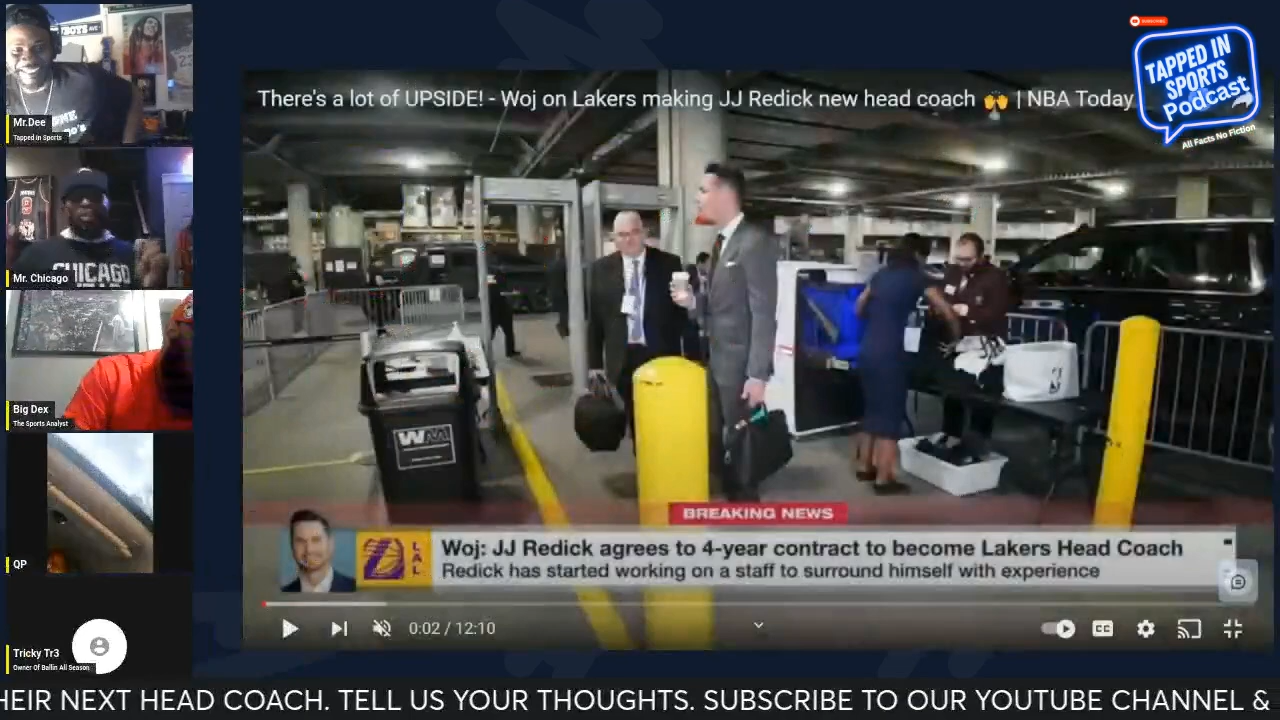 There's a lot of UPSIDE! - Woj on Lakers making JJ Redick new head coach 🙌 | NBA Today
SUBSCRIBE
TAPPED IN
SPORTS
Podcast
All Facts No Fiction
Mr.Dee
Tapped In Sports
CHICAGO
Mr. Chicago
Big Dex
The Sports Analyst
QP
Tricky Tr3
Owner Of Ballin All Season
WM
BREAKING NEWS
LAL
Woj: JJ Redick agrees to 4-year contract to become Lakers Head Coach
Redick has started working on a staff to surround himself with experience
0:02 / 12:10
CC
HEIR NEXT HEAD COACH. TELL US YOUR THOUGHTS. SUBSCRIBE TO OUR YOUTUBE CHANNEL &